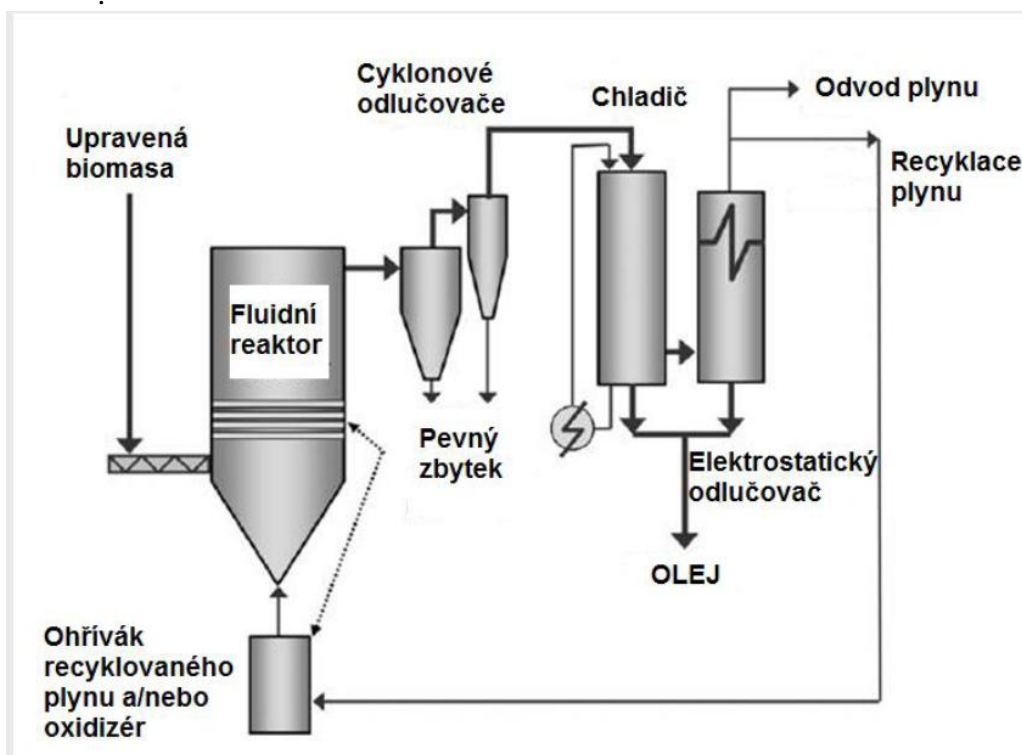 Cyklonové
odlučovače
Chladič
Odvod plynu
Upravená
biomasa
Recyklace
plynu
Fluidní
reaktor
Pevný
zbytek
Elektrostatický
odlučovač
OLEJ
Ohřívák
recyklovaného
plynu a/nebo
oxidizér